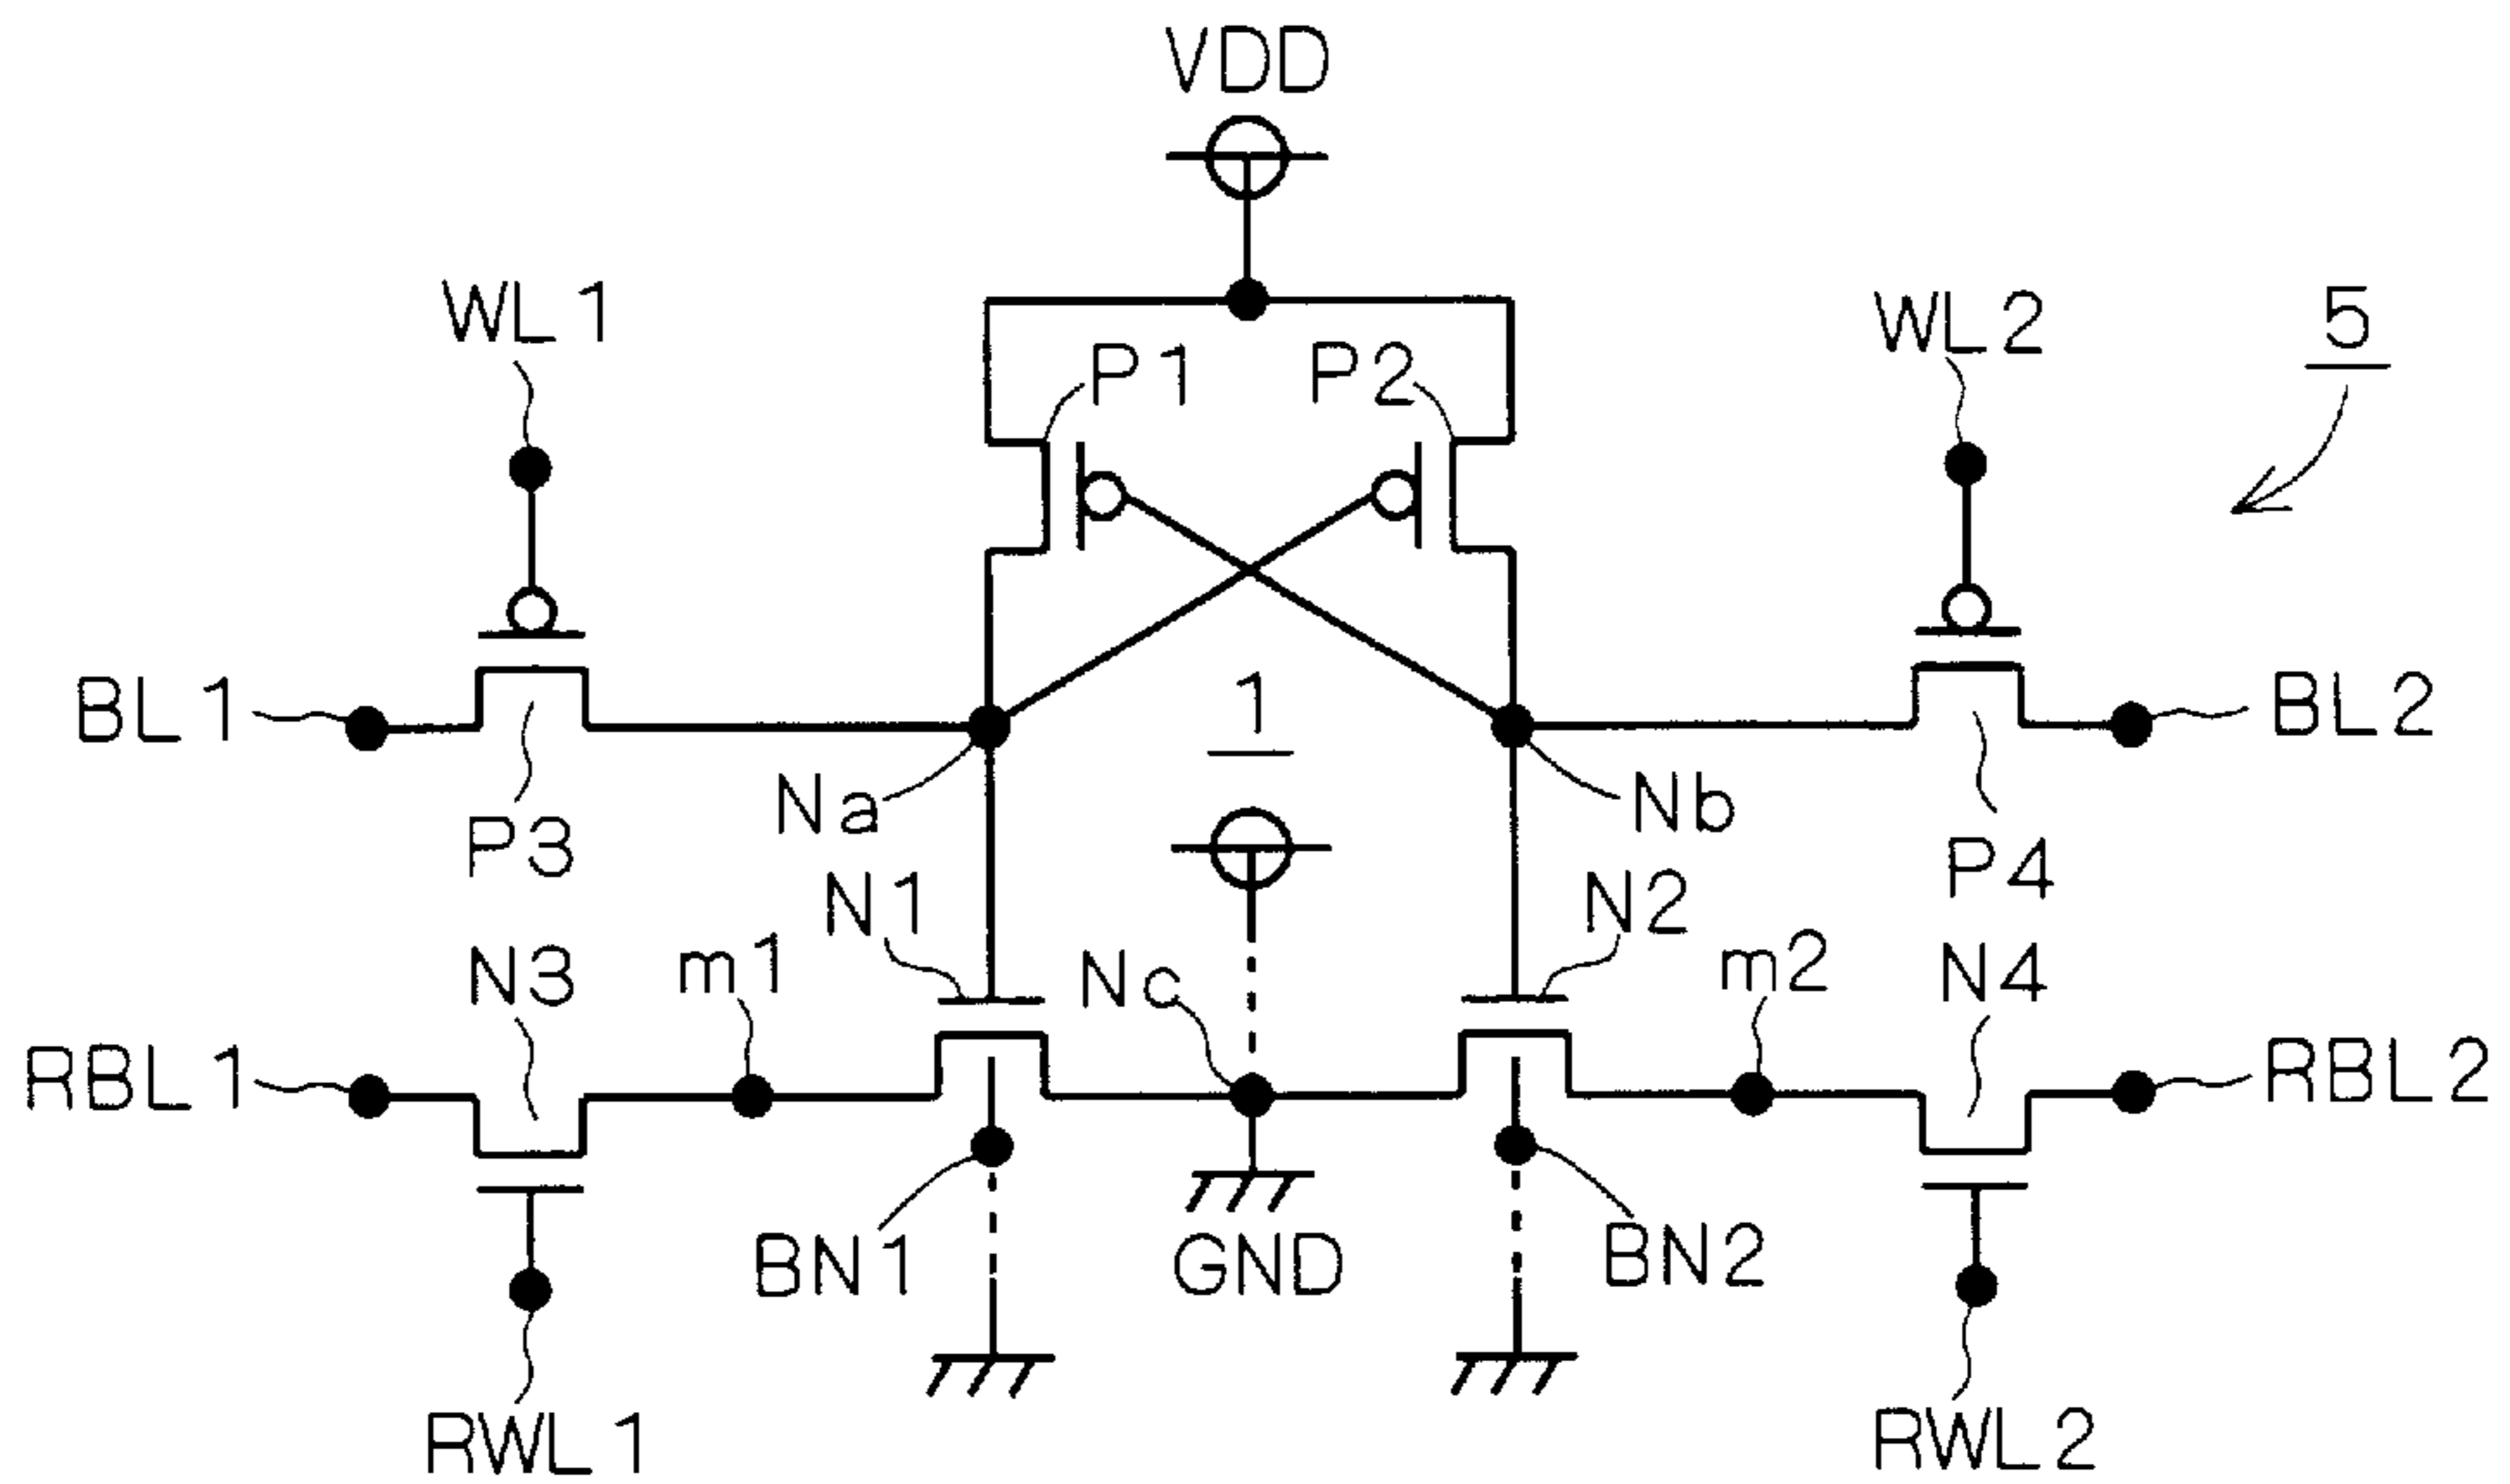 VDD
WL1
WL2
5
P1
P2
BL1
BL2
1
Na
Nb
P3
P4
N1
N2
N3
m1
Nc
m2
N4
RBL1
RBL2
BN1
GND
BN2
RWL1
RWL2